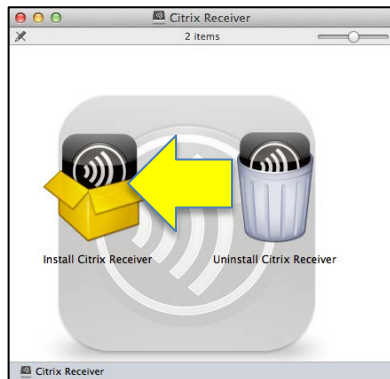 Citrix Receiver
2 items
Install Citrix Receiver
Uninstall Citrix Receiver
Citrix Receiver